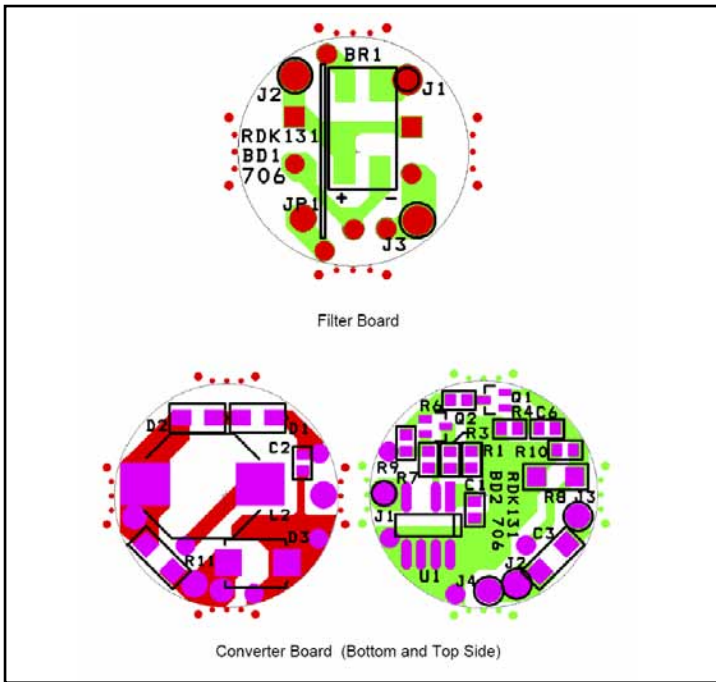 BR1
J2
J1
RDK131
BD1
706
JP1
+ -
J3
Filter Board
D2
D1
C2
L2
D3
R11
Q1
R6
Q2
R4
C6
R3
R9
R1
R10
R7
R8
C1
RDK131
BD2 706
J3
J1
C3
U1
J2
J4
Converter Board (Bottom and Top Side)